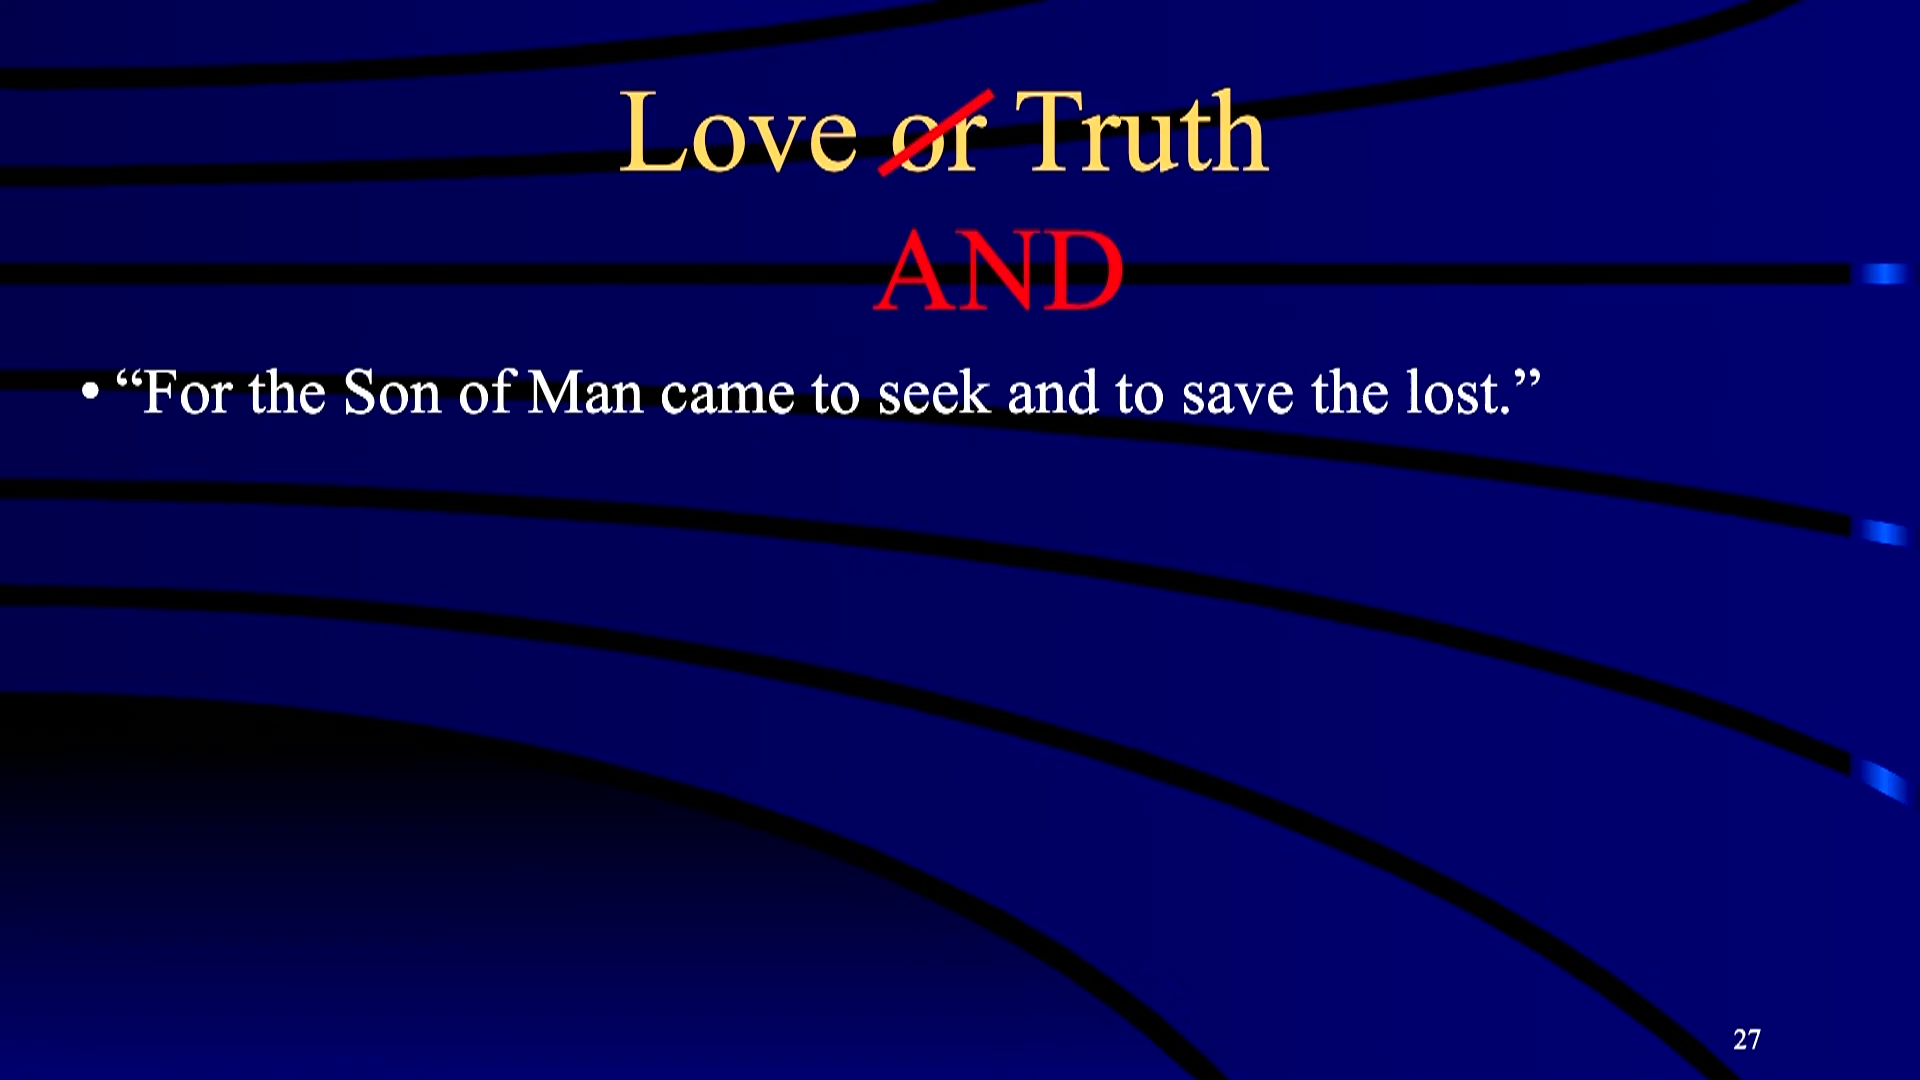 Love or Truth
AND
• “For the Son of Man came to seek and to save the lost.”
27